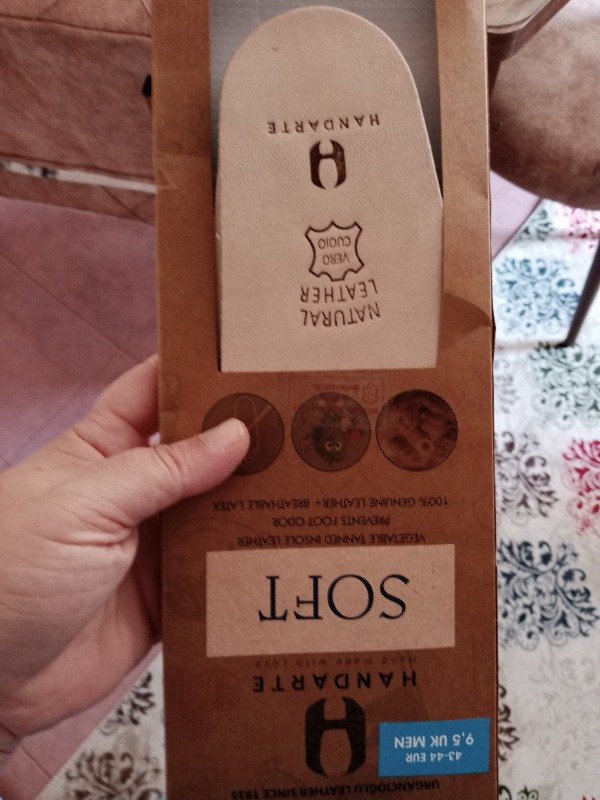 URGANCIOĞLU LEATHER SINCE 1935
43-44 EUR
9,5 UK MEN
HANDARTE
Hand made with Love
SOFT
VEGETABLE TANNED INSOLE LEATHER
PREVENTS FOOT ODOR
100% GENUINE LEATHER + BREATHABLE LATEX
NATURAL
LEATHER
VERO
CUOIO
HANDARTE